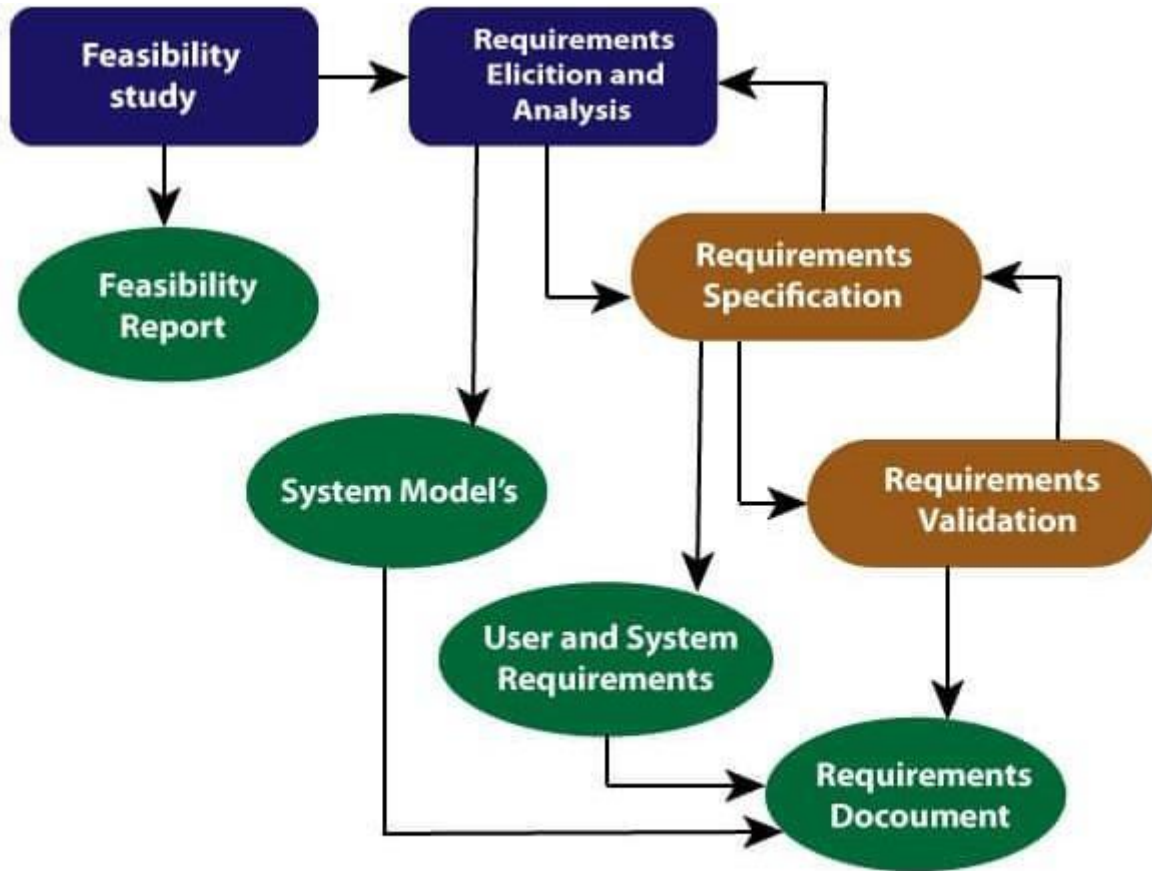 Feasibility
study
Requirements
Elicition and
Analysis
Requirements
Specification
Feasibility
Report
System Model's
Requirements
Validation
User and System
Requirements
Requirements
Docoument